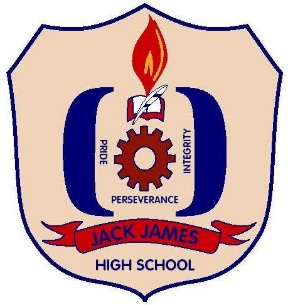 PRIDE
INTEGRITY
PERSEVERANCE
JACK JAMES
HIGH SCHOOL